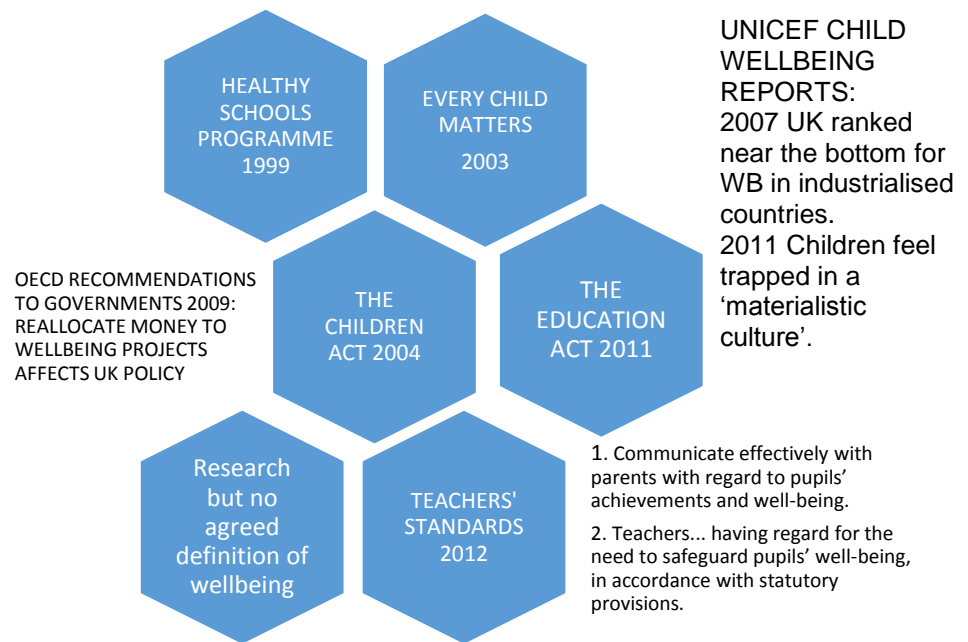 HEALTHY
SCHOOLS
PROGRAMME
1999
EVERY CHILD
MATTERS
2003
UNICEF CHILD
WELLBEING
REPORTS:
2007 UK ranked
near the bottom for
WB in industrialised
countries.
2011 Children feel
trapped in a
‘materialistic
culture’.
OECD RECOMMENDATIONS
TO GOVERNMENTS 2009:
REALLOCATE MONEY TO
WELLBEING PROJECTS
AFFECTS UK POLICY
THE
CHILDREN
ACT 2004
THE
EDUCATION
ACT 2011
Research
but no
agreed
definition of
wellbeing
TEACHERS'
STANDARDS
2012
1. Communicate effectively with
parents with regard to pupils’
achievements and well-being.
2. Teachers... having regard for the
need to safeguard pupils’ well-being,
in accordance with statutory
provisions.